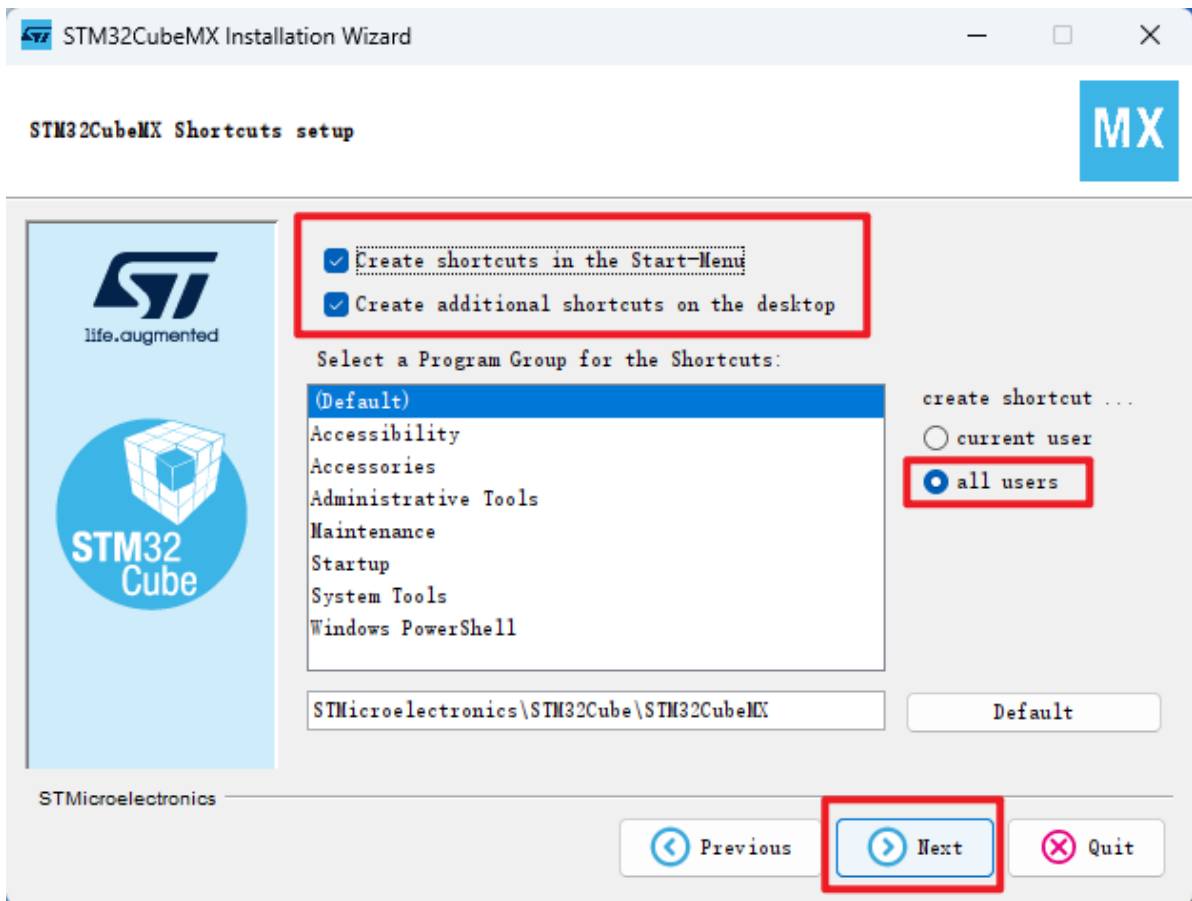 STM32CubeMX Installation Wizard
STM32CubeMX Shortcuts setup
MX
life.augmented
STM32
Cube
Create shortcuts in the Start-Menu
Create additional shortcuts on the desktop
Select a Program Group for the Shortcuts:
(Default)
Accessibility
Accessories
Administrative Tools
Maintenance
Startup
System Tools
Windows PowerShell
create shortcut ...
current user
all users
STMicroelectronics\STM32Cube\STM32CubeMX
Default
STMicroelectronics
Previous
Next
Quit